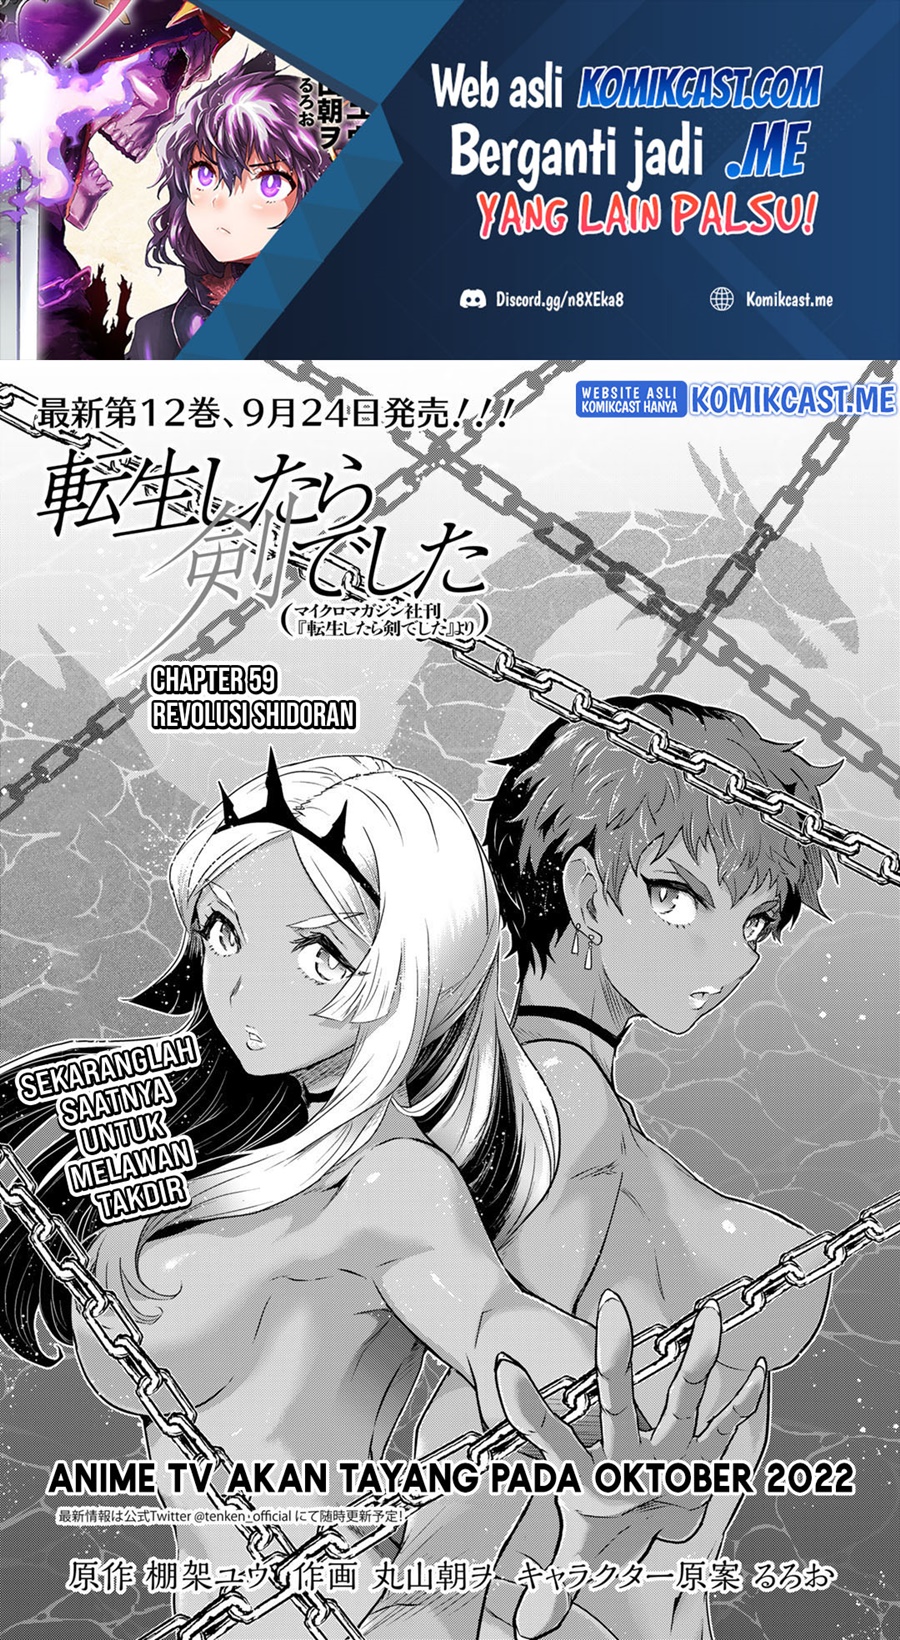 Web asli KOMIKCAST.COM
Berganti jadi .ME
YANG LAIN PALSU!
Discord.gg/n8XEka8
Komikcast.me
るろお
最新第12巻、9月24日発売!!!
WEBSITE ASLI
KOMIKCAST HANYA
KOMIKCAST.ME
転生したら
剣でした
(マイクロマガジン社刊
『転生したら剣でした』より)
CHAPTER 59
REVOLUSI SHIDORAN
SEKARANGLAH
SAATNYA
UNTUK
MELAWAN
TAKDIR
ANIME TV AKAN TAYANG PADA OKTOBER 2022
最新情報は公式Twitter @tenken_official にて随時更新予定!
原作 棚架ユウ 作画 丸山朝ヲ キャラクター原案 るろお